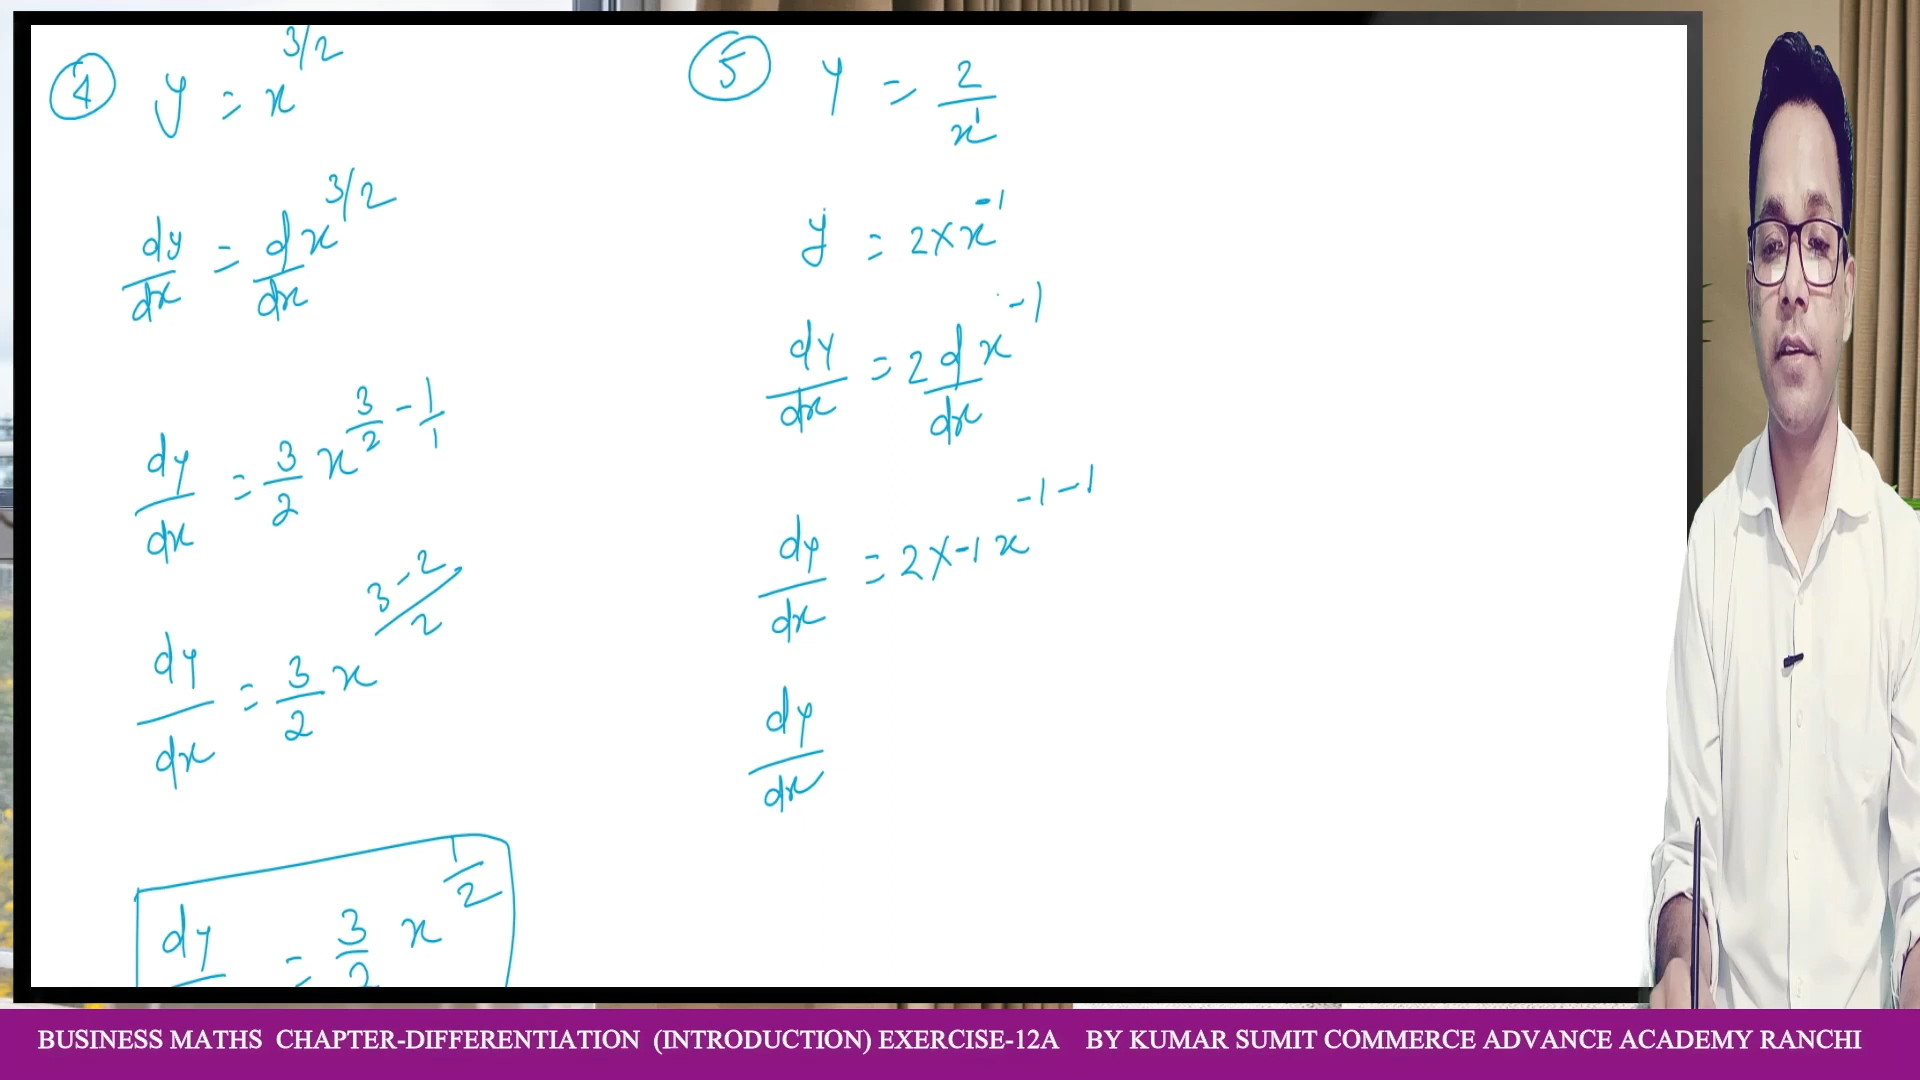 ④ y = x^{3/2}
dy/dx = d/dx x^{3/2}
dy/dx = 3/2 x^{3/2 - 1/1}
dy/dx = 3/2 x^{3-2/2}
dy = 3/2 x^{1/2}
⑤ y = 2/x^1
y = 2×x^{-1}
dy/dx = 2 d/dx x^{-1}
dy/dx = 2×-1 x^{-1-1}
dy/dx
BUSINESS MATHS CHAPTER-DIFFERENTIATION (INTRODUCTION) EXERCISE-12A BY KUMAR SUMIT COMMERCE ADVANCE ACADEMY RANCHI